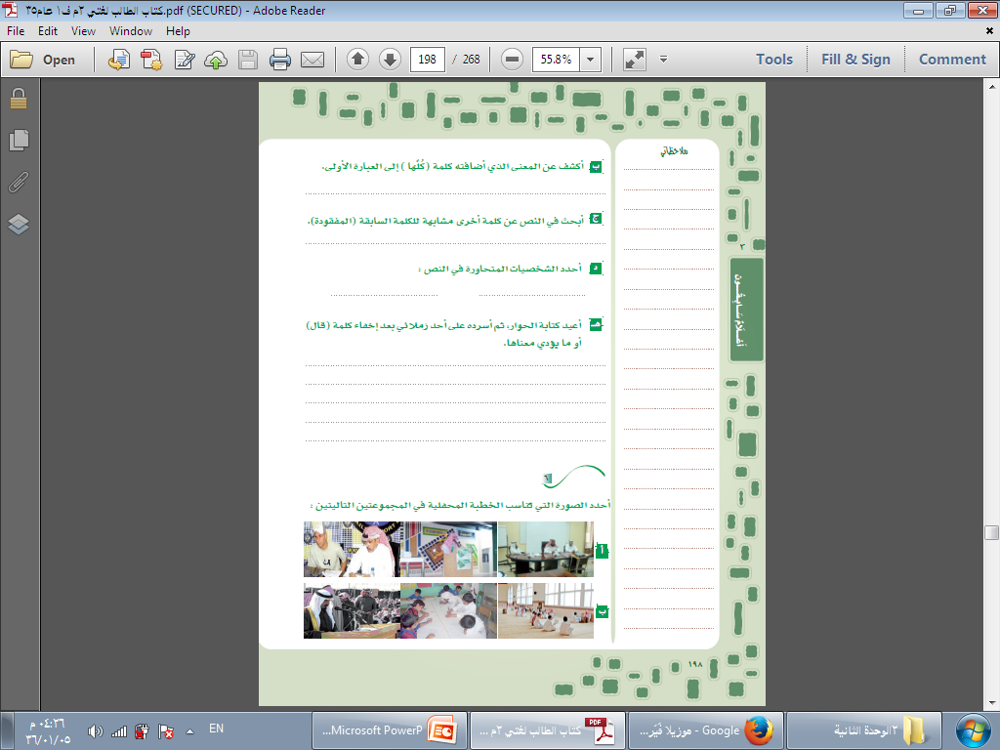 كتاب الطالب لغتي ٢م ف١ عام٣٥.pdf (SECURED) - Adobe Reader
File Edit View Window Help
Open 198 / 268 55.8% Tools Fill & Sign Comment
ملاحظاتي
ب أكشف عن المعنى الذي أضافته كلمة (كُلّها) إلى العبارة الأولى.
ج أبحث في النص عن كلمة أخرى مشابهة للكلمة السابقة (المفقودة).
د أحدد الشخصيات المتحاورة في النص :
هـ أعيد كتابة الحوار، ثم أسرده على أحد زملائي بعد إخفاء كلمة (قال)
أو ما يؤدي معناها.
٣
أعـلام سـابـقـون
٦
أحدد الصورة التي تناسب الخطبة المحفلية في المجموعتين التاليتين :
أ
ب
١٩٨
٠٤:٢٦ م
٣٦/٠١/٠٥
EN
Microsoft PowerP...
كتاب الطالب لغتي ٢م ...
Google - موزيلا فَيَر...
٢الوحدة الثانية